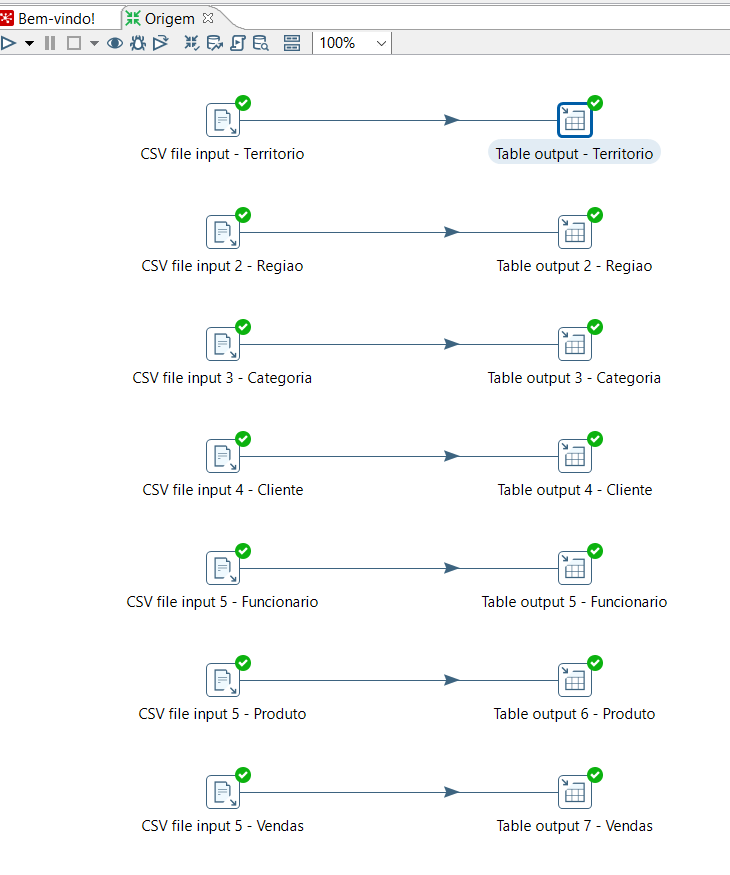 Bem-vindo!
Origem
100%
CSV file input - Territorio
Table output - Territorio
CSV file input 2 - Regiao
Table output 2 - Regiao
CSV file input 3 - Categoria
Table output 3 - Categoria
CSV file input 4 - Cliente
Table output 4 - Cliente
CSV file input 5 - Funcionario
Table output 5 - Funcionario
CSV file input 5 - Produto
Table output 6 - Produto
CSV file input 5 - Vendas
Table output 7 - Vendas